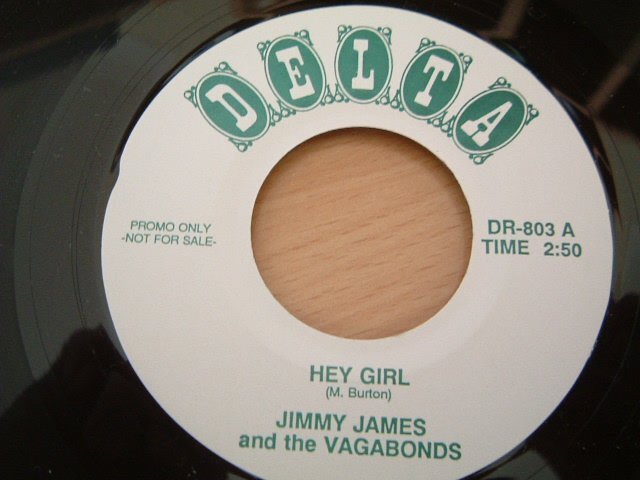 DELTA
PROMO ONLY
-NOT FOR SALE-
DR-803 A
TIME 2:50
HEY GIRL
(M. Burton)
JIMMY JAMES
and the VAGABONDS